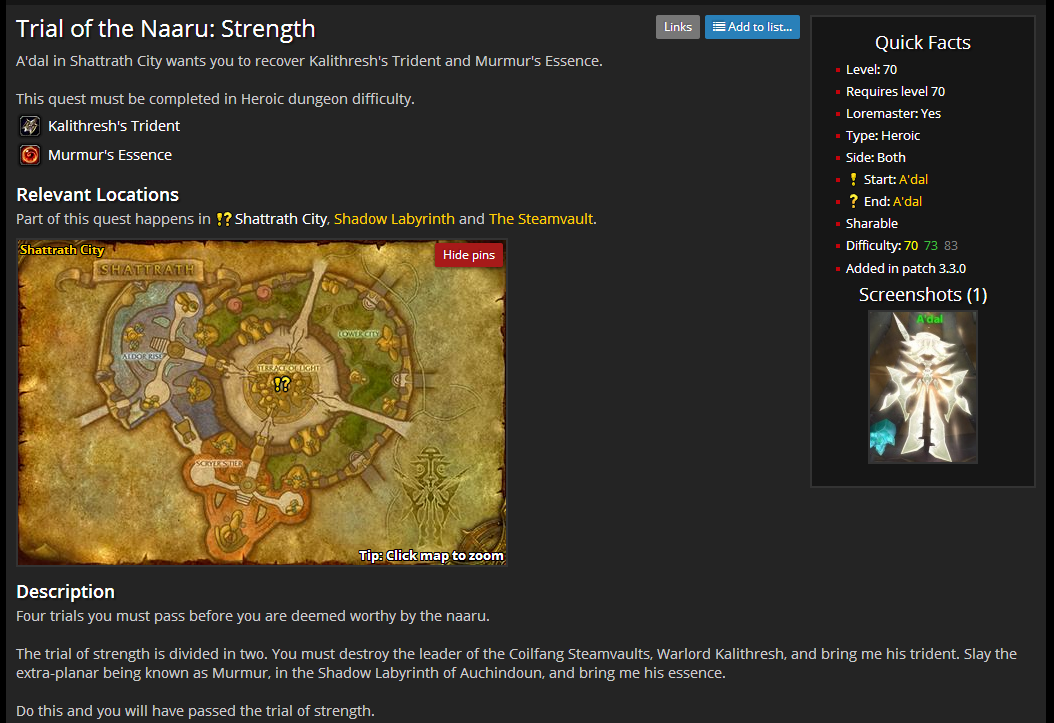 Trial of the Naaru: Strength
Links
Add to list...
A'dal in Shattrath City wants you to recover Kalithresh's Trident and Murmur's Essence.
This quest must be completed in Heroic dungeon difficulty.
Kalithresh's Trident
Murmur's Essence
Relevant Locations
Part of this quest happens in !? Shattrath City, Shadow Labyrinth and The Steamvault.
Shattrath City
Hide pins
SHATTRATH
LOWER CITY
ALDOR RISE
TERRACE OF LIGHT
!?
SCRYER'S TIER
Tip: Click map to zoom
Description
Four trials you must pass before you are deemed worthy by the naaru.
The trial of strength is divided in two. You must destroy the leader of the Coilfang Steamvaults, Warlord Kalithresh, and bring me his trident. Slay the
extra-planar being known as Murmur, in the Shadow Labyrinth of Auchindoun, and bring me his essence.
Do this and you will have passed the trial of strength.
Quick Facts
Level: 70
Requires level 70
Loremaster: Yes
Type: Heroic
Side: Both
! Start: A'dal
? End: A'dal
Sharable
Difficulty: 70 73 83
Added in patch 3.3.0
Screenshots (1)
A'dal